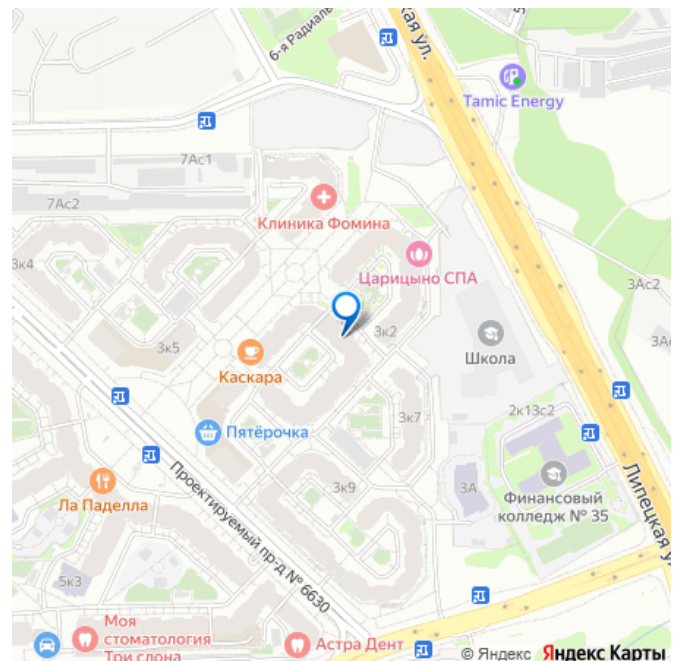 6-я Радиаль
кая ул.
Tamic Energy
7Ас1
7Ас2
Клиника Фомина
3к4
Царицыно СПА
3Ас2
3к2
3к5
Школа
3Ас
Каскара
2к13с2
3к7
Пятёрочка
3к9
3А
Финансовый
колледж № 35
Липецкая ул
Ла Паделла
Проектируемый пр-д № 6630
5к3
Моя
стоматология
Три слона
Астра Дент
© Яндекс Яндекс Карты